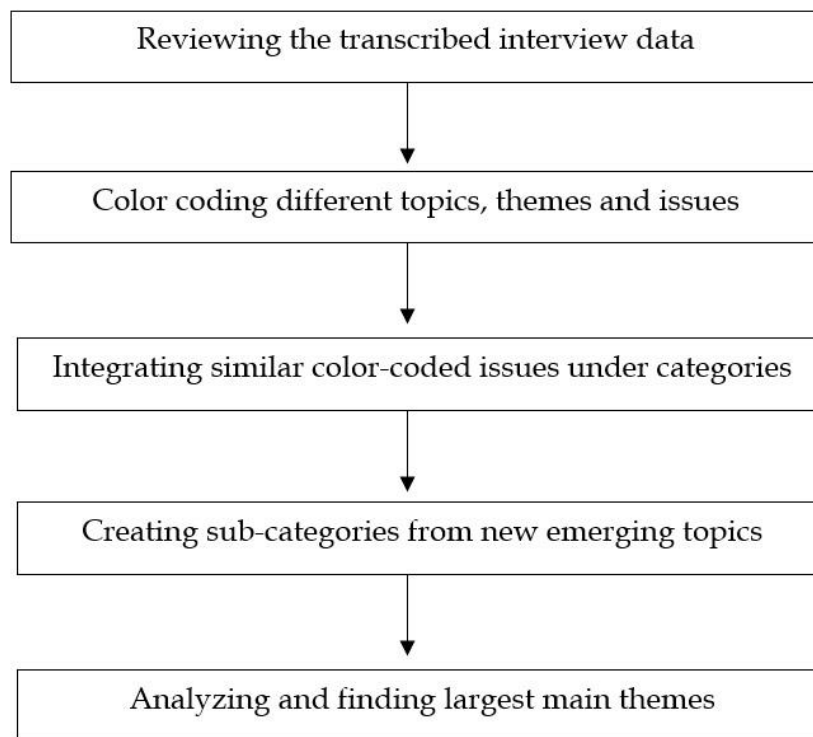 Reviewing the transcribed interview data
Color coding different topics, themes and issues
Integrating similar color-coded issues under categories
Creating sub-categories from new emerging topics
Analyzing and finding largest main themes